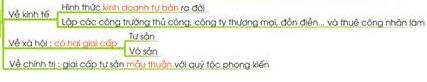 Về kinh tế
Hình thức kinh doanh tư bản ra đời
Lập các công trường thủ công, công ty thương mại, đồn điền... và thuê công nhân làm
Về xã hội : có hai giai cấp
Tư sản
Vô sản
Về chính trị : giai cấp tư sản mẫu thuẫn với quý tộc phong kiến